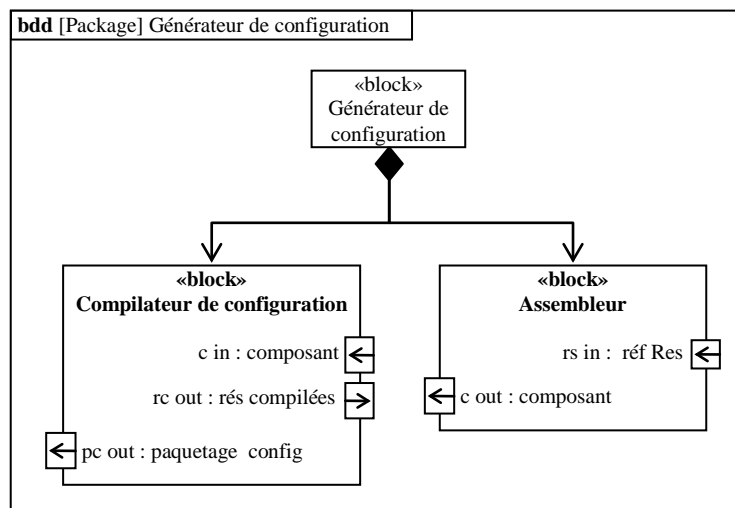 bdd [Package] Générateur de configuration
«block»
Générateur de
configuration
«block»
Compilateur de configuration
c in : composant
rc out : rés compilées
pc out : paquetage config
«block»
Assembleur
rs in : réf Res
c out : composant